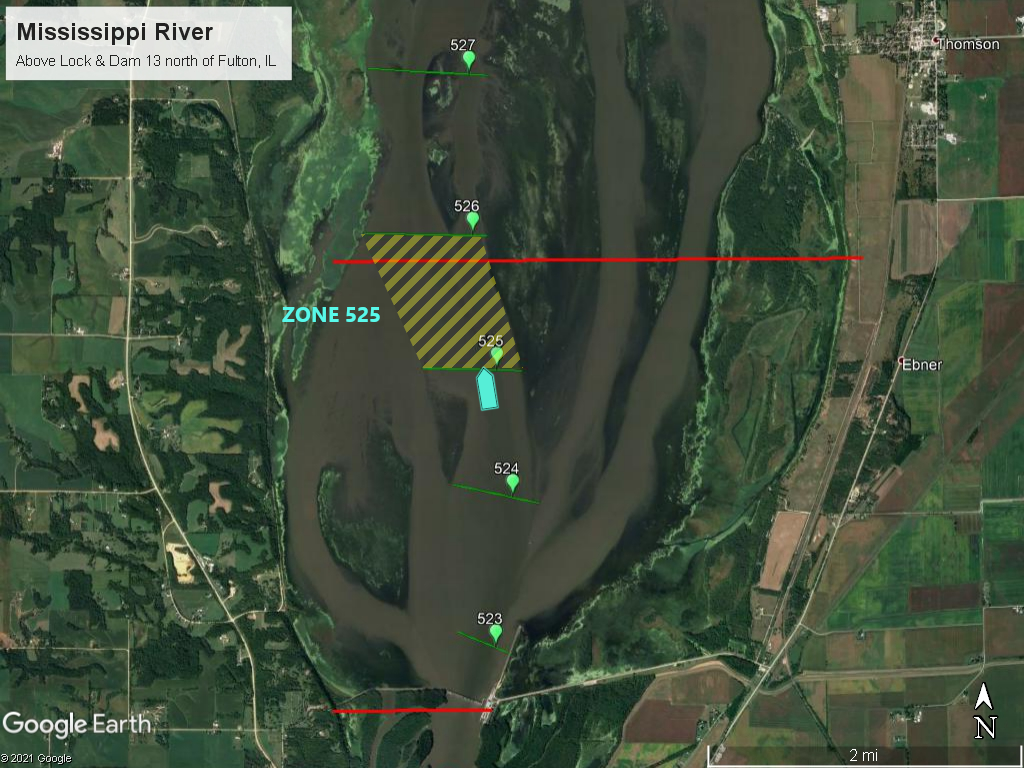 Mississippi River
Above Lock & Dam 13 north of Fulton, IL
527
Thomson
526
ZONE 525
525
Ebner
524
523
Google Earth
N
© 2021 Google
2 mi